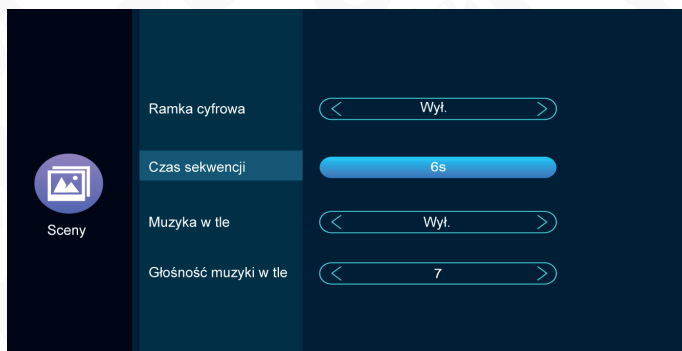 Ramka cyfrowa
Wył.
Czas sekwencji
6s
Muzyka w tle
Wył.
Głośność muzyki w tle
7
Sceny